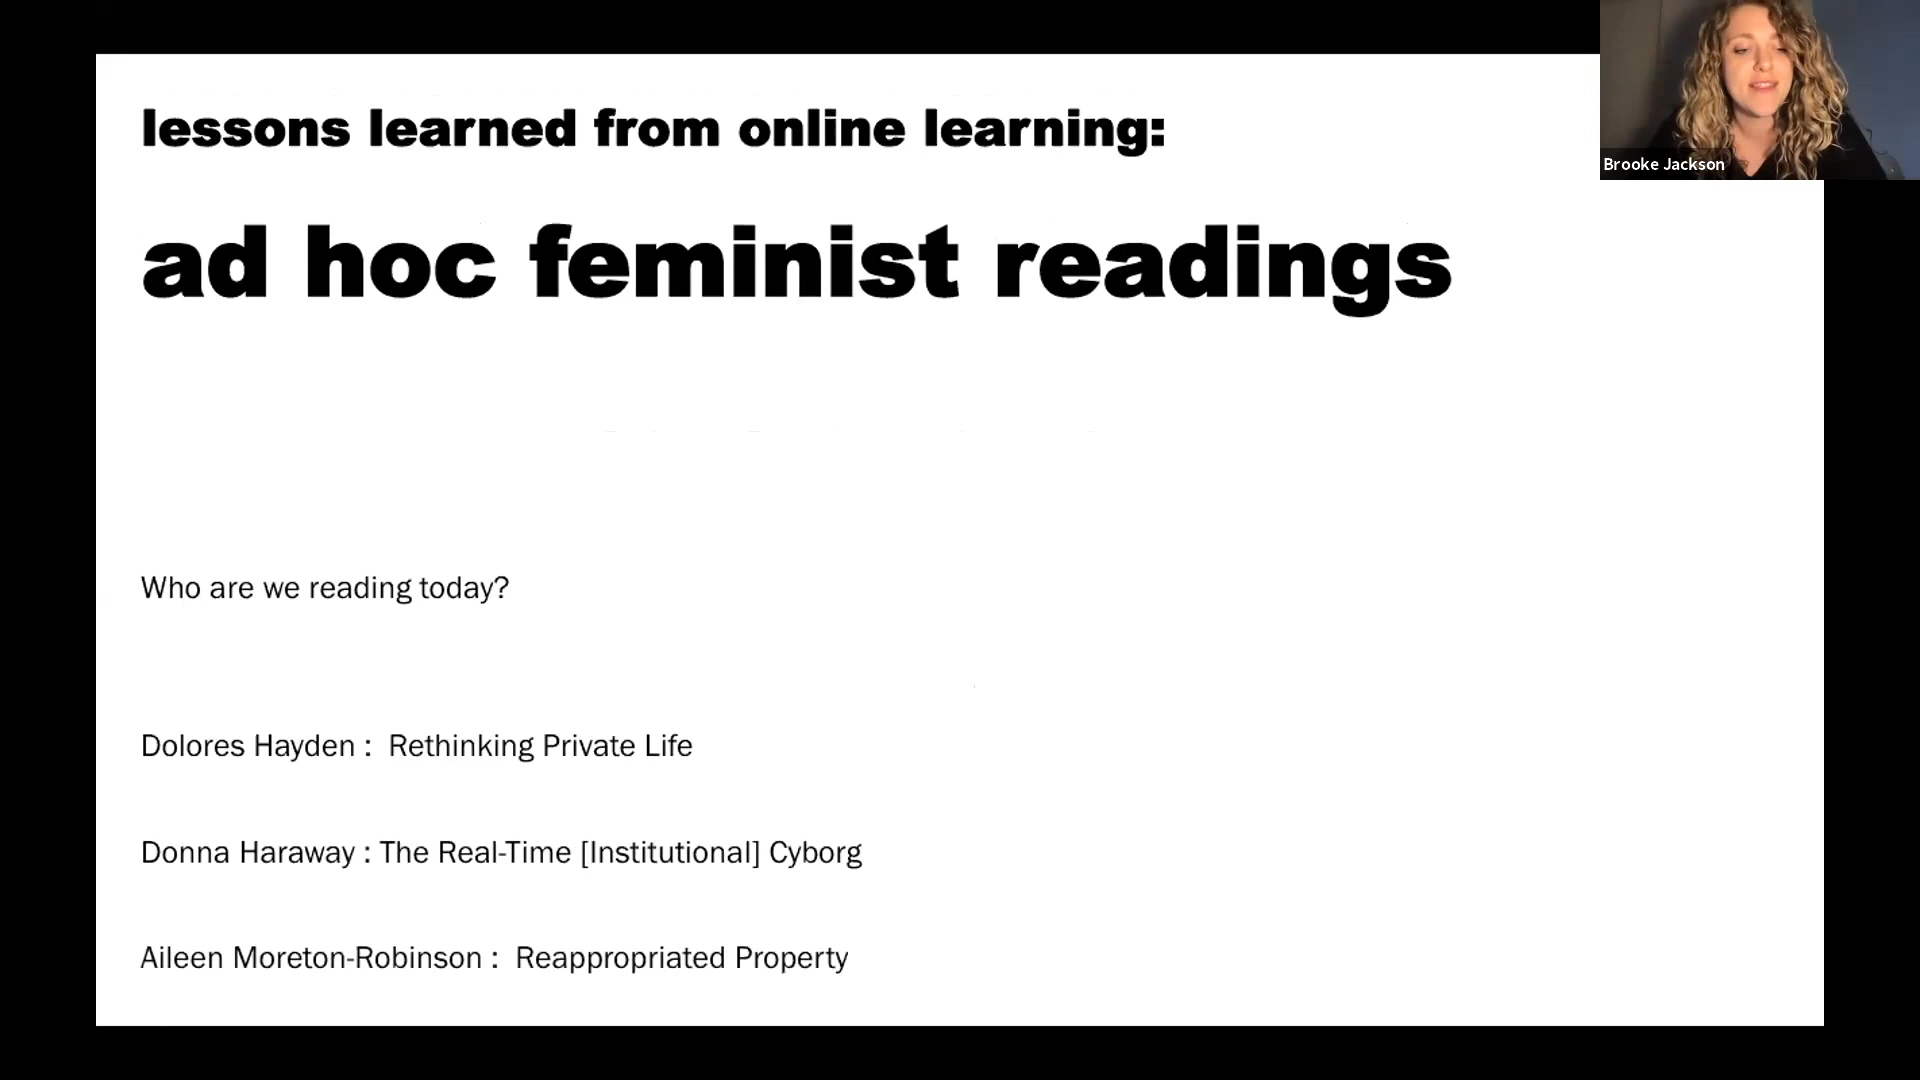 lessons learned from online learning:
ad hoc feminist readings
Who are we reading today?
Dolores Hayden :  Rethinking Private Life
Donna Haraway : The Real-Time [Institutional] Cyborg
Aileen Moreton-Robinson :  Reappropriated Property
Brooke Jackson